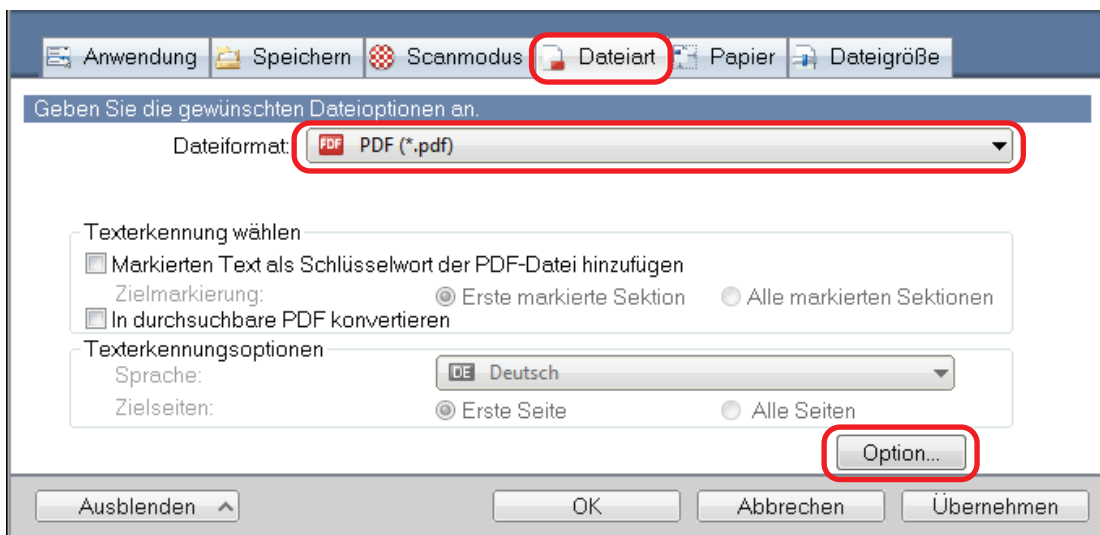 Anwendung Speichern Scanmodus Dateiart Papier Dateigröße
Geben Sie die gewünschten Dateioptionen an.
Dateiformat: PDF PDF (*.pdf)
Texterkennung wählen
Markierten Text als Schlüsselwort der PDF-Datei hinzufügen
Zielmarkierung: Erste markierte Sektion Alle markierten Sektionen
In durchsuchbare PDF konvertieren
Texterkennungsoptionen
Sprache: DE Deutsch
Zielseiten: Erste Seite Alle Seiten
Option...
Ausblenden OK Abbrechen Übernehmen